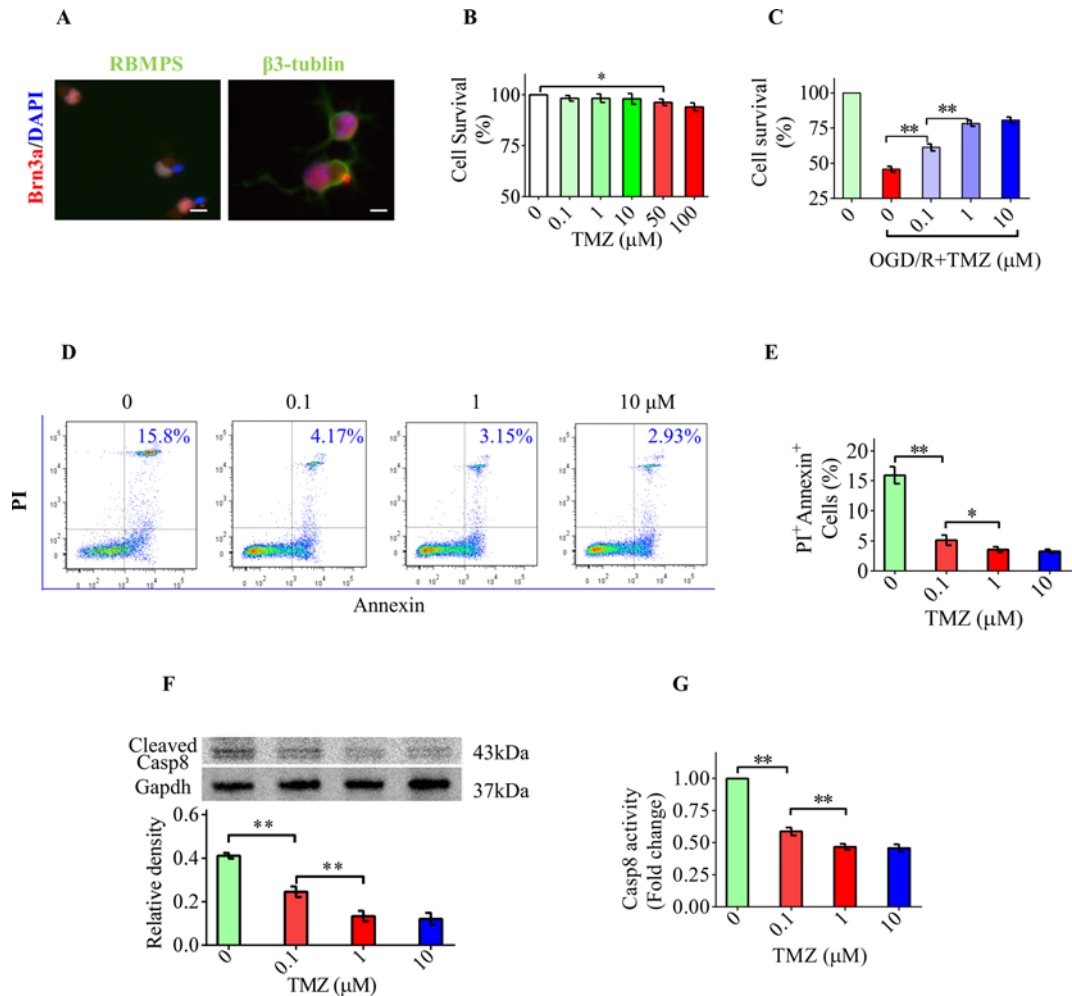 A
RBMPS
β3-tublin
Brn3a/DAPI
B
Cell Survival
(%)
100
50
*
0
0.1
1
10
50
100
TMZ (μM)
C
Cell survival
(%)
100
75
50
25
**
**
0
0
0.1
1
10
OGD/R+TMZ (μM)
D
0
0.1
1
10 μM
15.8%
4.17%
3.15%
2.93%
PI
Annexin
E
PI⁺Annexin⁺
Cells (%)
20
15
10
5
0
**
*
0
0.1
1
10
TMZ (μM)
F
Cleaved
Casp8
43kDa
Gapdh
37kDa
Relative density
0.6
0.4
0.2
0.0
**
**
0
0.1
1
10
TMZ (μM)
G
Casp8 activity
(Fold change)
1.00
0.75
0.50
0.25
0.00
**
**
0
0.1
1
10
TMZ (μM)